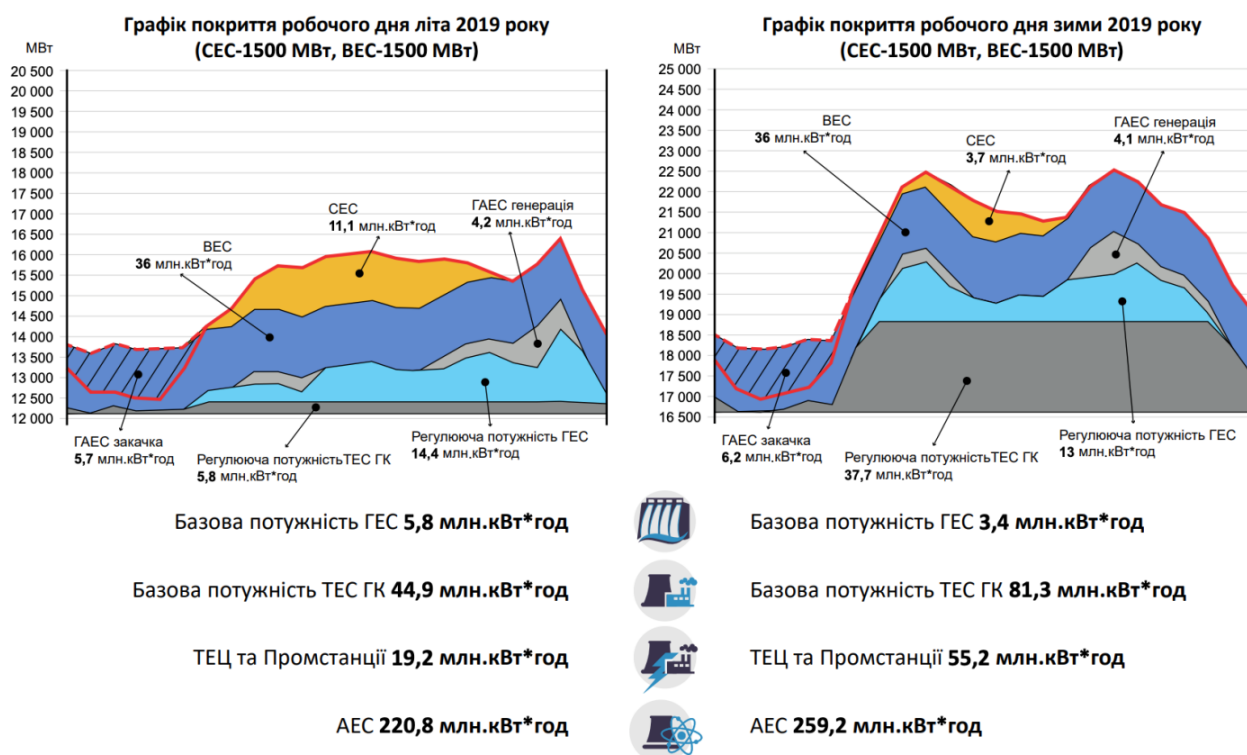 Графік покриття робочого дня літа 2019 року
(СЕС-1500 МВт, ВЕС-1500 МВт)
МВт
20 500
20 000
19 500
19 000
18 500
18 000
17 500
17 000
16 500
16 000
15 500
15 000
14 500
14 000
13 500
13 000
12 500
12 000
ВЕС
36 млн.кВт*год
СЕС
11,1 млн.кВт*год
ГАЕС генерація
4,2 млн.кВт*год
ГАЕС закачка
5,7 млн.кВт*год
Регулююча потужністьТЕС ГК
5,8 млн.кВт*год
Регулююча потужність ГЕС
14,4 млн.кВт*год
Графік покриття робочого дня зими 2019 року
(СЕС-1500 МВт, ВЕС-1500 МВт)
МВт
25 000
24 500
24 000
23 500
23 000
22 500
22 000
21 500
21 000
20 500
20 000
19 500
19 000
18 500
18 000
17 500
17 000
16 500
ВЕС
36 млн.кВт*год
СЕС
3,7 млн.кВт*год
ГАЕС генерація
4,1 млн.кВт*год
ГАЕС закачка
6,2 млн.кВт*год
Регулююча потужністьТЕС ГК
37,7 млн.кВт*год
Регулююча потужність ГЕС
13 млн.кВт*год
Базова потужність ГЕС 5,8 млн.кВт*год
Базова потужність ГЕС 3,4 млн.кВт*год
Базова потужність ТЕС ГК 44,9 млн.кВт*год
Базова потужність ТЕС ГК 81,3 млн.кВт*год
ТЕЦ та Промстанції 19,2 млн.кВт*год
ТЕЦ та Промстанції 55,2 млн.кВт*год
АЕС 220,8 млн.кВт*год
АЕС 259,2 млн.кВт*год